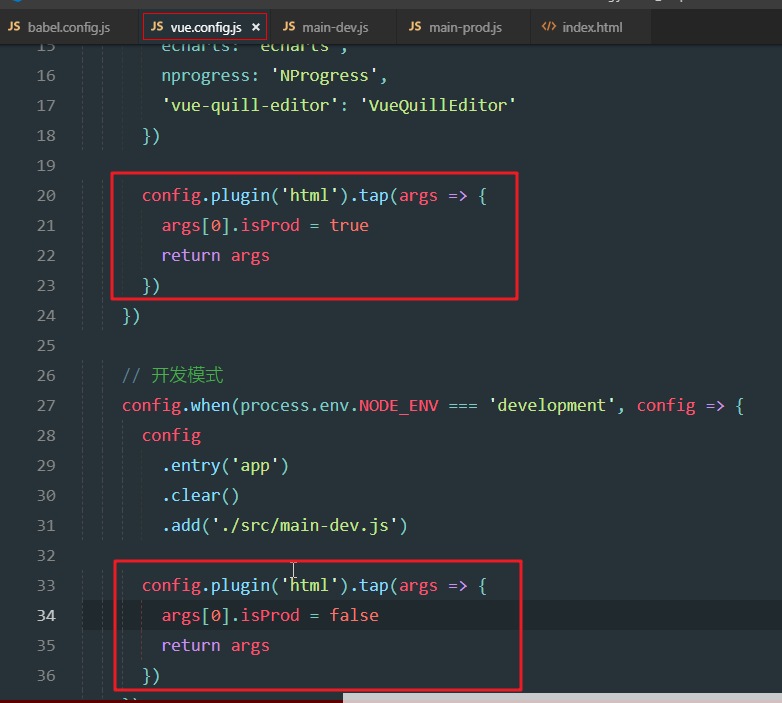 babel.config.js
vue.config.js ×
main-dev.js
main-prod.js
index.html
15 echarts: 'echarts',
16 nprogress: 'NProgress',
17 'vue-quill-editor': 'VueQuillEditor'
18 })
19
20 config.plugin('html').tap(args => {
21 args[0].isProd = true
22 return args
23 })
24 })
25
26 // 开发模式
27 config.when(process.env.NODE_ENV === 'development', config => {
28 config
29 .entry('app')
30 .clear()
31 .add('./src/main-dev.js')
32
33 config.plugin('html').tap(args => {
34 args[0].isProd = false
35 return args
36 })